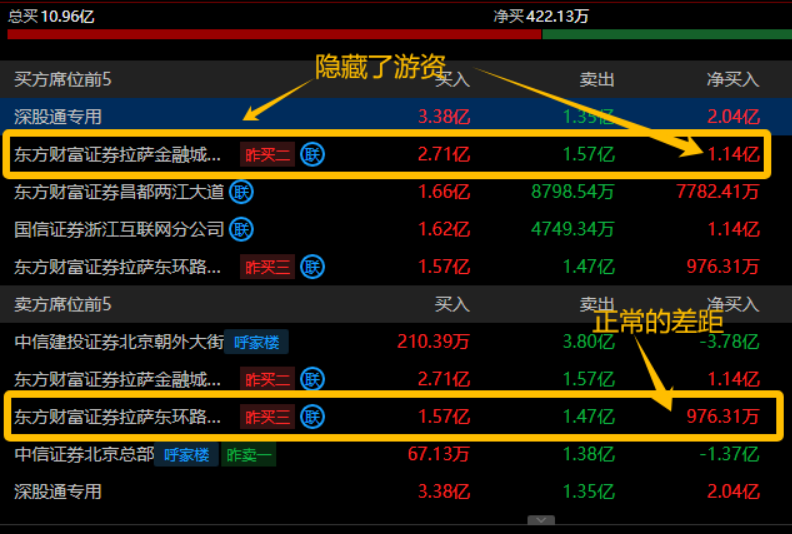 总买10.96亿 净买422.13万
隐藏了游资
买方席位前5 买入 卖出 净买入
深股通专用 3.38亿 1.35亿 2.04亿
东方财富证券拉萨金融城... 昨买二 联 2.71亿 1.57亿 1.14亿
东方财富证券昌都两江大道 联 1.66亿 8798.54万 7782.41万
国信证券浙江互联网分公司 联 1.62亿 4749.34万 1.14亿
东方财富证券拉萨东环路... 昨买三 联 1.57亿 1.47亿 976.31万
卖方席位前5 买入 卖出 净买入
正常的差距
中信建投证券北京朝外大街 呼家楼 210.39万 3.80亿 -3.78亿
东方财富证券拉萨金融城... 昨买二 联 2.71亿 1.57亿 1.14亿
东方财富证券拉萨东环路... 昨买三 联 1.57亿 1.47亿 976.31万
中信证券北京总部 呼家楼 昨卖一 67.13万 1.38亿 -1.37亿
深股通专用 3.38亿 1.35亿 2.04亿